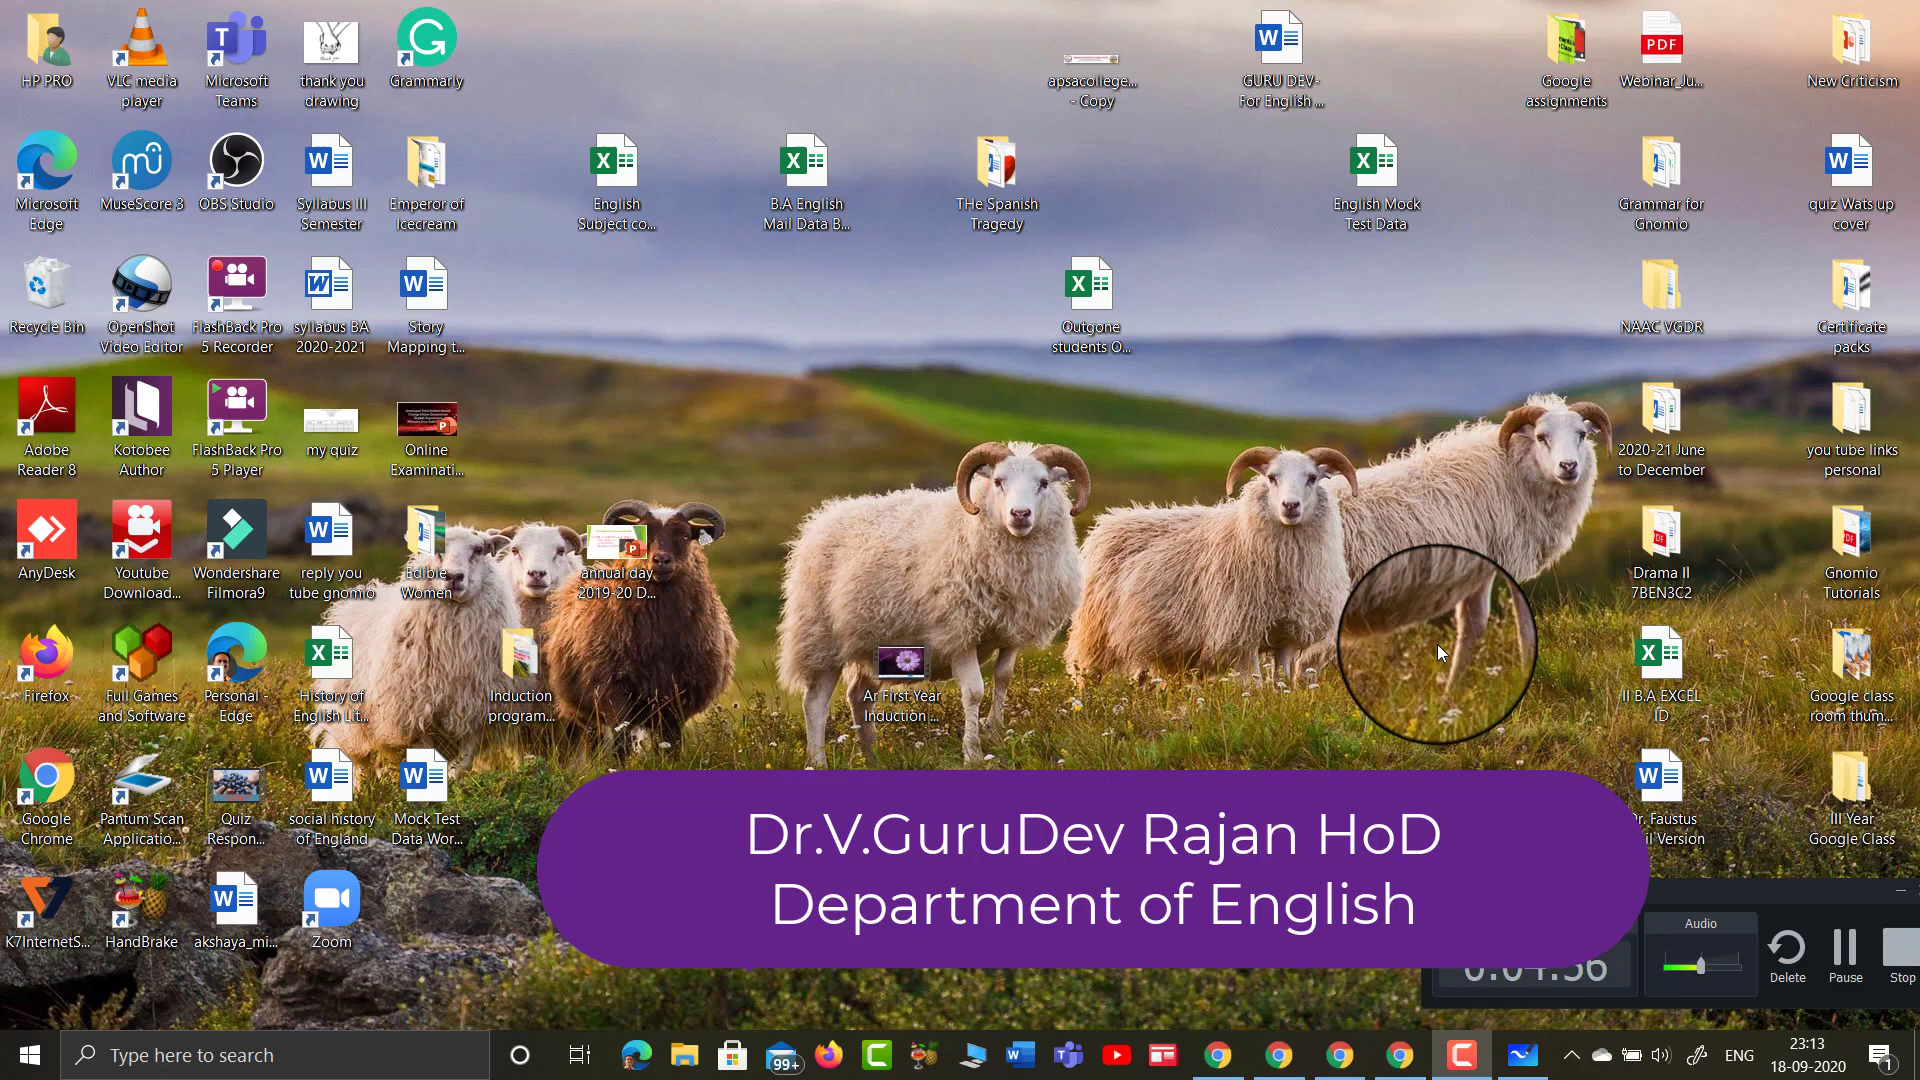 HP PRO
VLC media
player
Microsoft
Teams
thank you
drawing
Grammarly
apsacollege...
- Copy
GURU DEV-
For English ...
Google
assignments
Webinar_Ju...
New Criticism
Microsoft
Edge
MuseScore 3
OBS Studio
Syllabus III
Semester
Emperor of
Icecream
English
Subject co...
B.A English
Mail Data B...
THe Spanish
Tragedy
English Mock
Test Data
Grammar for
Gnomio
quiz Wats up
cover
Recycle Bin
OpenShot
Video Editor
FlashBack Pro
5 Recorder
syllabus BA
2020-2021
Story
Mapping t...
Outgone
students O...
NAAC VGDR
Certificate
packs
Adobe
Reader 8
Kotobee
Author
FlashBack Pro
5 Player
my quiz
Online
Examinati...
2020-21 June
to December
you tube links
personal
AnyDesk
Youtube
Download...
Wondershare
Filmora9
reply you
tube gnomio
Edible
Women
annual day
2019-20 D...
Drama II
7BEN3C2
Gnomio
Tutorials
Firefox
Full Games
and Software
Personal -
Edge
History of
English Lit...
Induction
program...
Ar First Year
Induction ...
II B.A EXCEL
ID
Google class
room thum...
Google
Chrome
Pantum Scan
Applicatio...
Quiz
Respon...
social history
of England
Mock Test
Data Wor...
Faustus
Version
III Year
Google Class
K7InternetS...
HandBrake
akshaya_mi...
Zoom
Dr.V.GuruDev Rajan HoD
Department of English
Audio
Delete
Pause
Stop
Type here to search
99+
ENG
23:13
18-09-2020
1